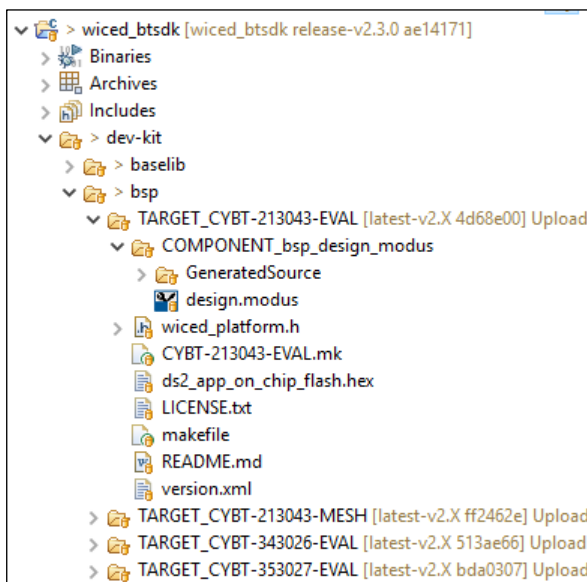 > wiced_btsdk [wiced_btsdk release-v2.3.0 ae14171]
Binaries
Archives
Includes
> dev-kit
> baselib
> bsp
TARGET_CYBT-213043-EVAL [latest-v2.X 4d68e00] Upload
COMPONENT_bsp_design_modus
GeneratedSource
design.modus
wiced_platform.h
CYBT-213043-EVAL.mk
ds2_app_on_chip_flash.hex
LICENSE.txt
makefile
README.md
version.xml
TARGET_CYBT-213043-MESH [latest-v2.X ff2462e] Upload
TARGET_CYBT-343026-EVAL [latest-v2.X 513ae66] Upload
TARGET_CYBT-353027-EVAL [latest-v2.X bda0307] Upload